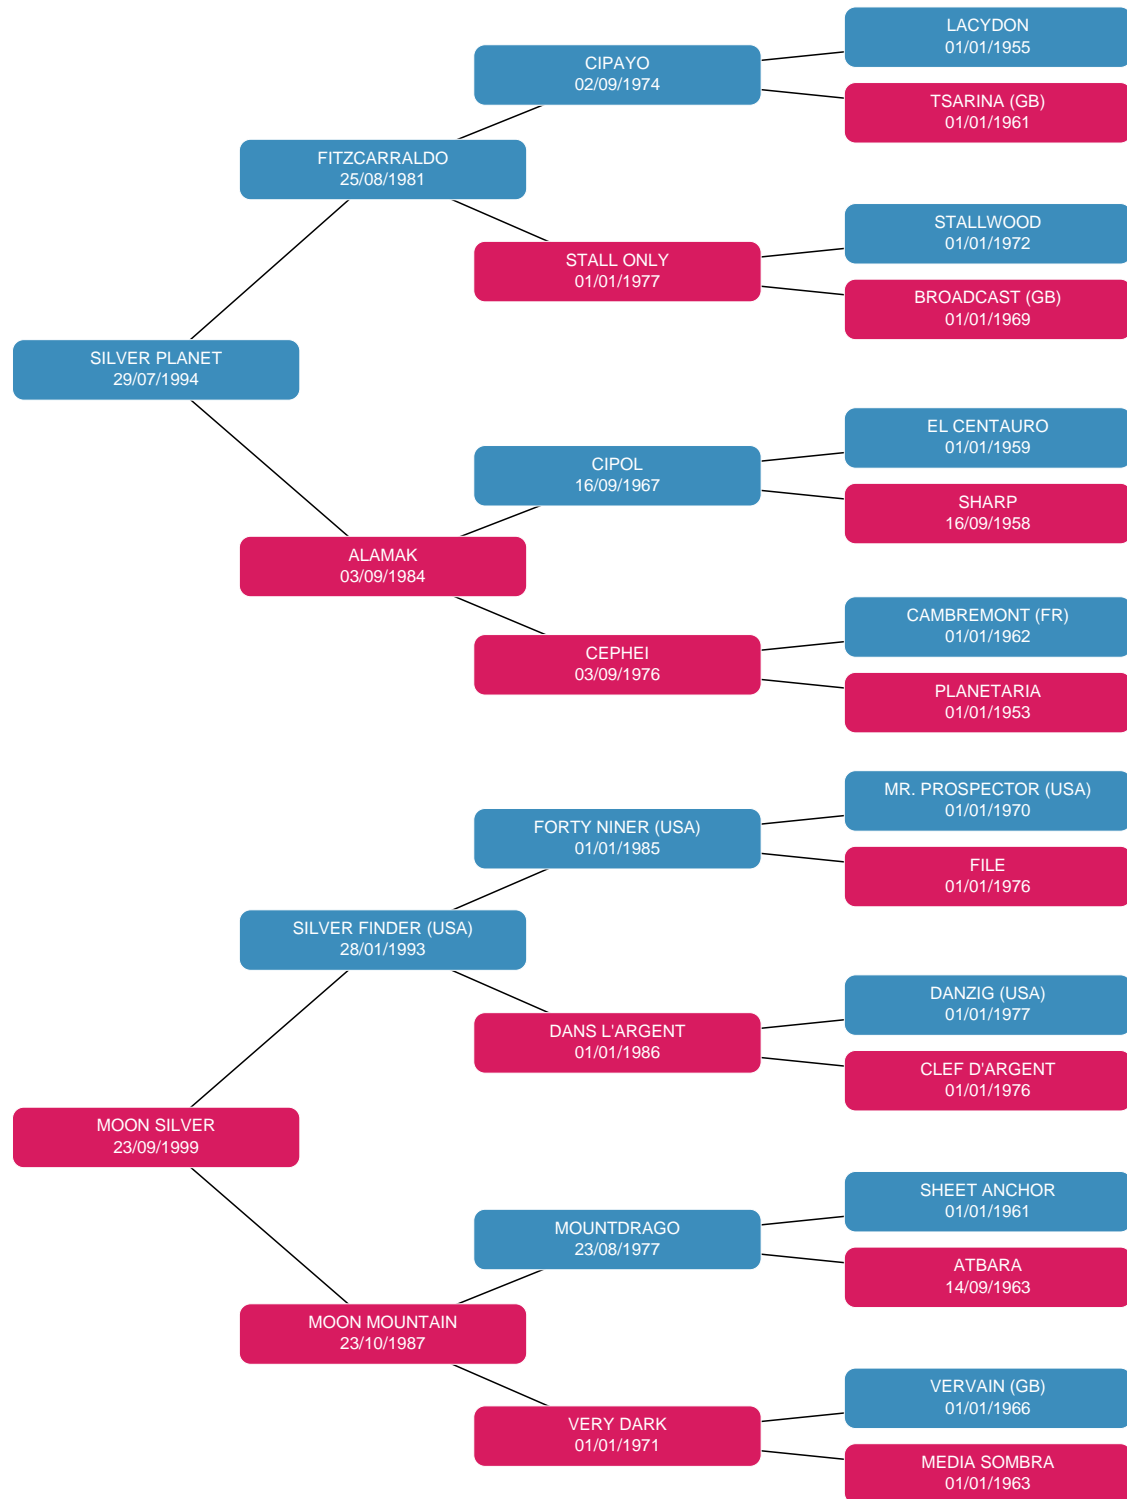 LACYDON
01/01/1955
CIPAYO
02/09/1974
TSARINA (GB)
01/01/1961
FITZCARRALDO
25/08/1981
STALLWOOD
01/01/1972
STALL ONLY
01/01/1977
BROADCAST (GB)
01/01/1969
SILVER PLANET
29/07/1994
EL CENTAURO
01/01/1959
CIPOL
16/09/1967
SHARP
16/09/1958
ALAMAK
03/09/1984
CAMBREMONT (FR)
01/01/1962
CEPHEI
03/09/1976
PLANETARIA
01/01/1953
MR. PROSPECTOR (USA)
01/01/1970
FORTY NINER (USA)
01/01/1985
FILE
01/01/1976
SILVER FINDER (USA)
28/01/1993
DANZIG (USA)
01/01/1977
DANS L'ARGENT
01/01/1986
CLEF D'ARGENT
01/01/1976
MOON SILVER
23/09/1999
SHEET ANCHOR
01/01/1961
MOUNTDRAGO
23/08/1977
ATBARA
14/09/1963
MOON MOUNTAIN
23/10/1987
VERVAIN (GB)
01/01/1966
VERY DARK
01/01/1971
MEDIA SOMBRA
01/01/1963